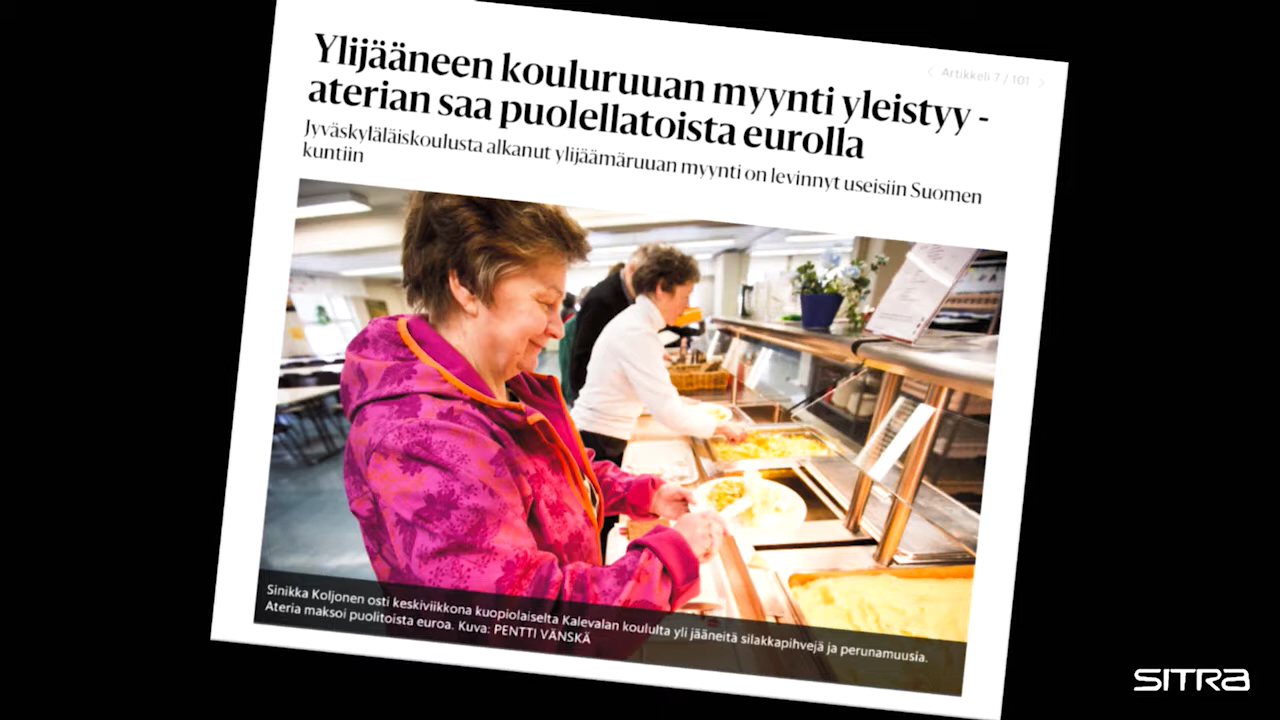 Artikkeli 7 / 101
Ylijääneen kouluruuan myynti yleistyy -
aterian saa puolellatoista eurolla
Jyväskyläläiskoulusta alkanut ylijäämäruuan myynti on levinnyt useisiin Suomen
kuntiin
Sinikka Koljonen osti keskiviikkona kuopiolaiselta Kalevalan koululta yli jääneitä silakkapihvejä ja perunamuusia.
Ateria maksoi puolitoista euroa. Kuva: PENTTI VÄNSKÄ
SITRA